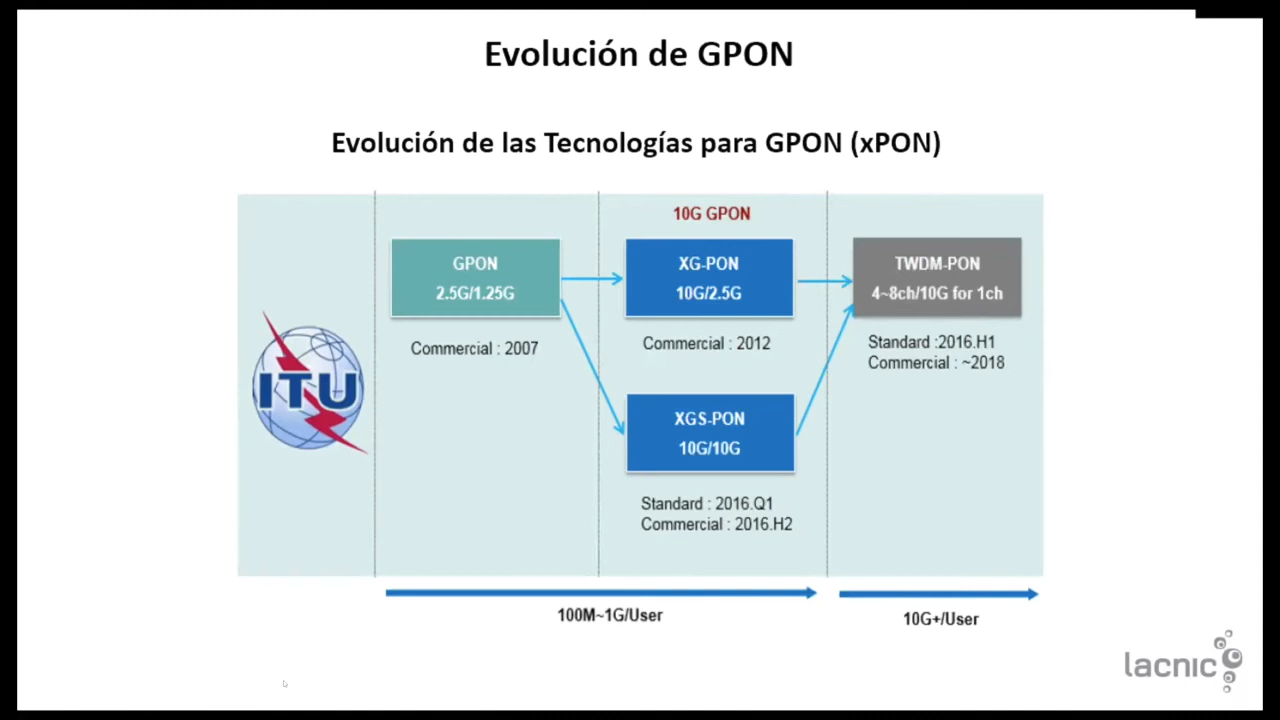 Evolución de GPON
Evolución de las Tecnologías para GPON (xPON)
10G GPON
GPON
2.5G/1.25G
Commercial : 2007
XG-PON
10G/2.5G
Commercial : 2012
TWDM-PON
4~8ch/10G for 1ch
Standard :2016.H1
Commercial : ~2018
ITU
XGS-PON
10G/10G
Standard : 2016.Q1
Commercial : 2016.H2
100M~1G/User
10G+/User
lacnic